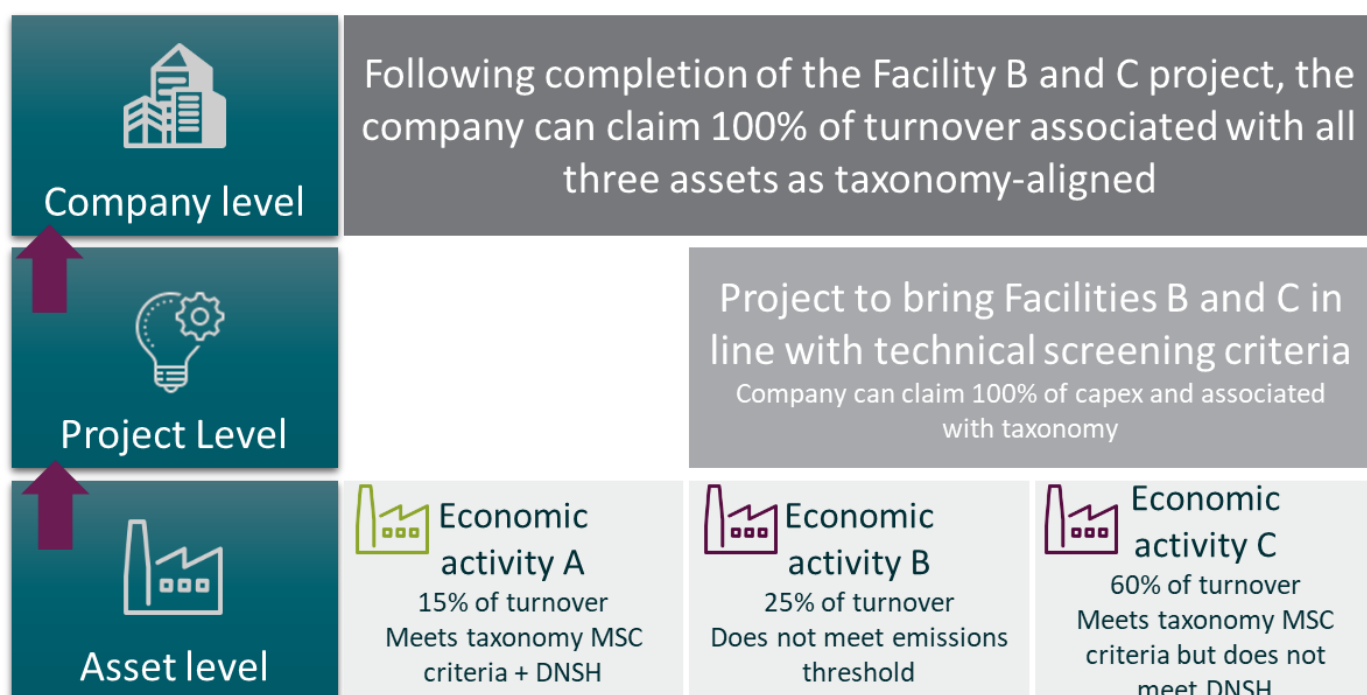 Company level
Following completion of the Facility B and C project, the
company can claim 100% of turnover associated with all
three assets as taxonomy-aligned
Project Level
Project to bring Facilities B and C in
line with technical screening criteria
Company can claim 100% of capex and associated
with taxonomy
Asset level
Economic
activity A
15% of turnover
Meets taxonomy MSC
criteria + DNSH
Economic
activity B
25% of turnover
Does not meet emissions
threshold
Economic
activity C
60% of turnover
Meets taxonomy MSC
criteria but does not
meet DNSH